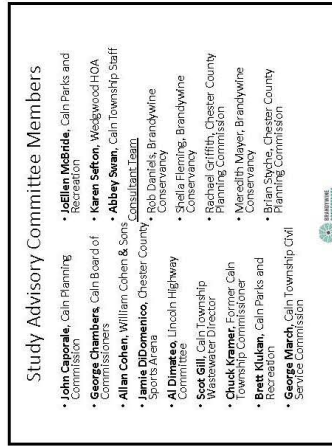 Study Advisory Committee Members
• John Caporale, Caln Planning
Commission
• George Chambers, Caln Board of
Commissioners
• Allan Cohen, William Cohen & Sons
• Jamie DiDomenico, Chester County
Sports Arena
• Al Dimateo, Lincoln Highway
Committee
• Scot Gill, Caln Township
Wastewater Director
• Chuck Kramer, Former Caln
Township Commissioner
• Brett Klukan, Caln Parks and
Recreation
• George March, Caln Township Civil
Service Commission
• JoEllen McBride, Caln Parks and
Recreation
• Karen Sefton, Wedgwood HOA
• Abbey Swan, Caln Township Staff
Consultant Team
• Rob Daniels, Brandywine
Conservancy
• Sheila Fleming, Brandywine
Conservancy
• Rachael Griffith, Chester County
Planning Commission
• Meredith Mayer, Brandywine
Conservancy
• Brian Styche, Chester County
Planning Commission
BRANDYWINE